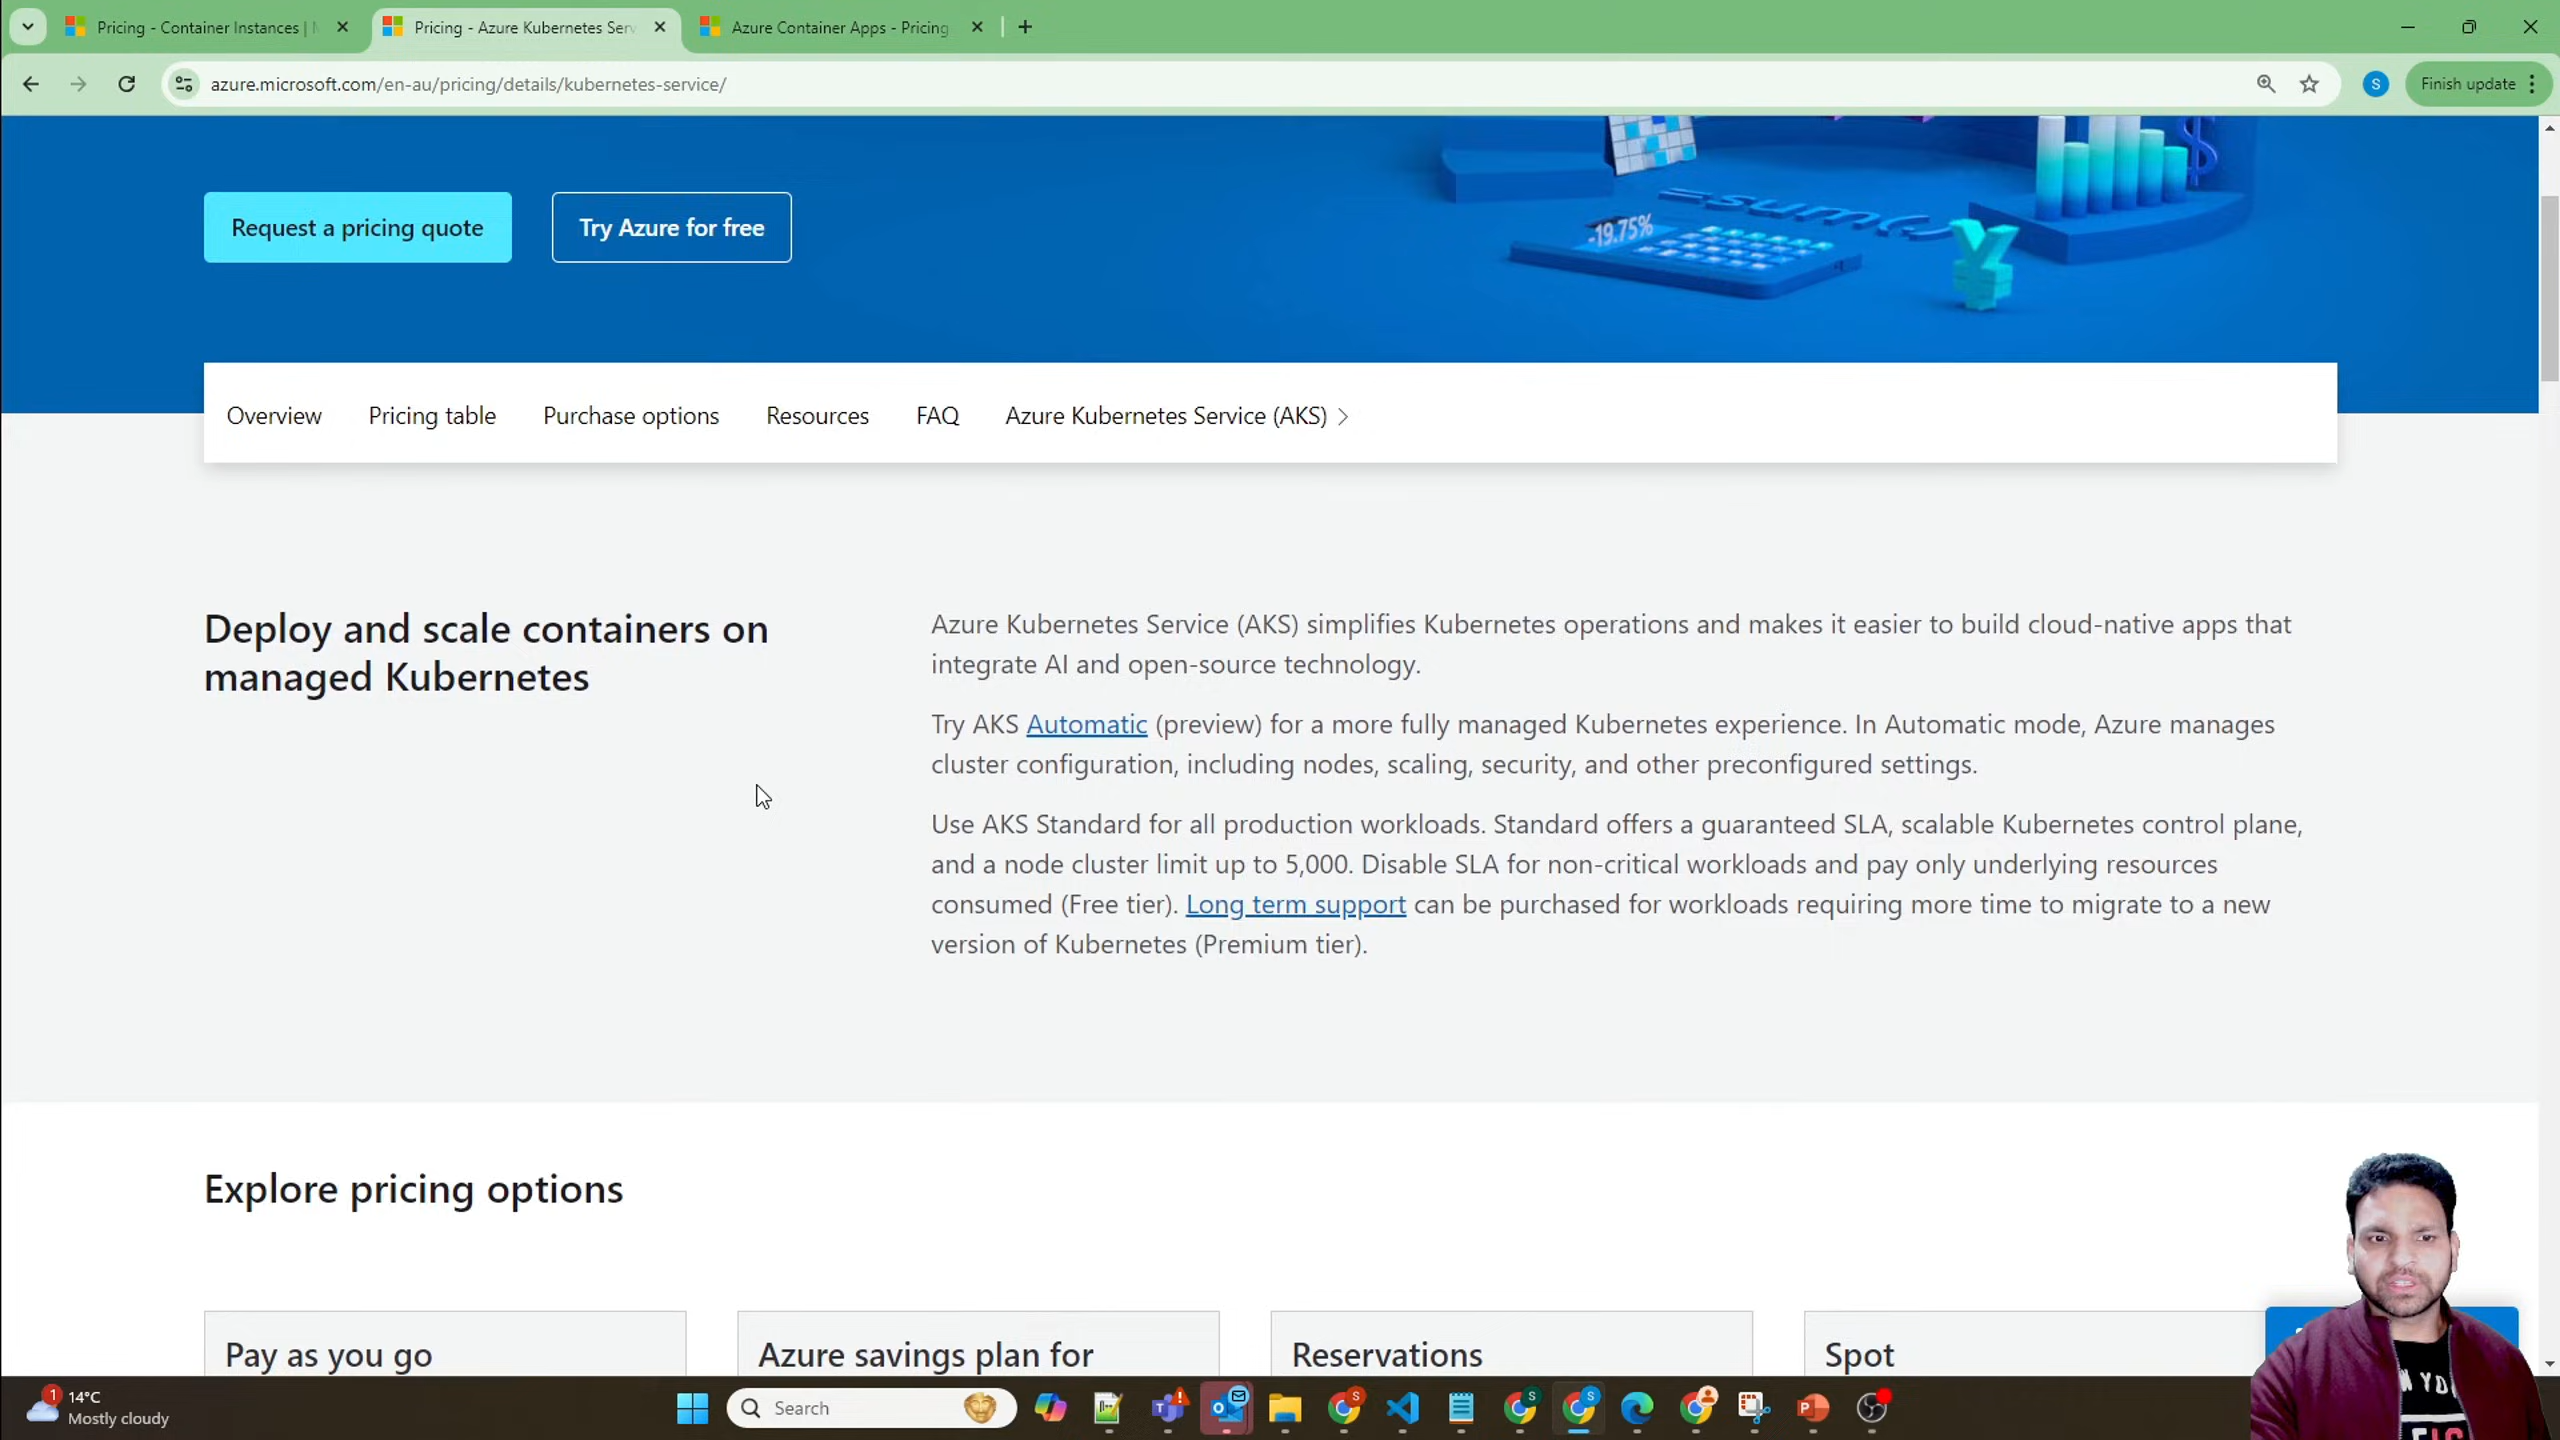 Pricing - Container Instances |
Pricing - Azure Kubernetes Serv
Azure Container Apps - Pricing
azure.microsoft.com/en-au/pricing/details/kubernetes-service/
S
Finish update
-19.75%
Request a pricing quote
Try Azure for free
Overview
Pricing table
Purchase options
Resources
FAQ
Azure Kubernetes Service (AKS)
Deploy and scale containers on
managed Kubernetes
Azure Kubernetes Service (AKS) simplifies Kubernetes operations and makes it easier to build cloud-native apps that
integrate AI and open-source technology.
Try AKS Automatic (preview) for a more fully managed Kubernetes experience. In Automatic mode, Azure manages
cluster configuration, including nodes, scaling, security, and other preconfigured settings.
Use AKS Standard for all production workloads. Standard offers a guaranteed SLA, scalable Kubernetes control plane,
and a node cluster limit up to 5,000. Disable SLA for non-critical workloads and pay only underlying resources
consumed (Free tier). Long term support can be purchased for workloads requiring more time to migrate to a new
version of Kubernetes (Premium tier).
Explore pricing options
Pay as you go
Azure savings plan for
Reservations
Spot
1
14°C
Mostly cloudy
Search